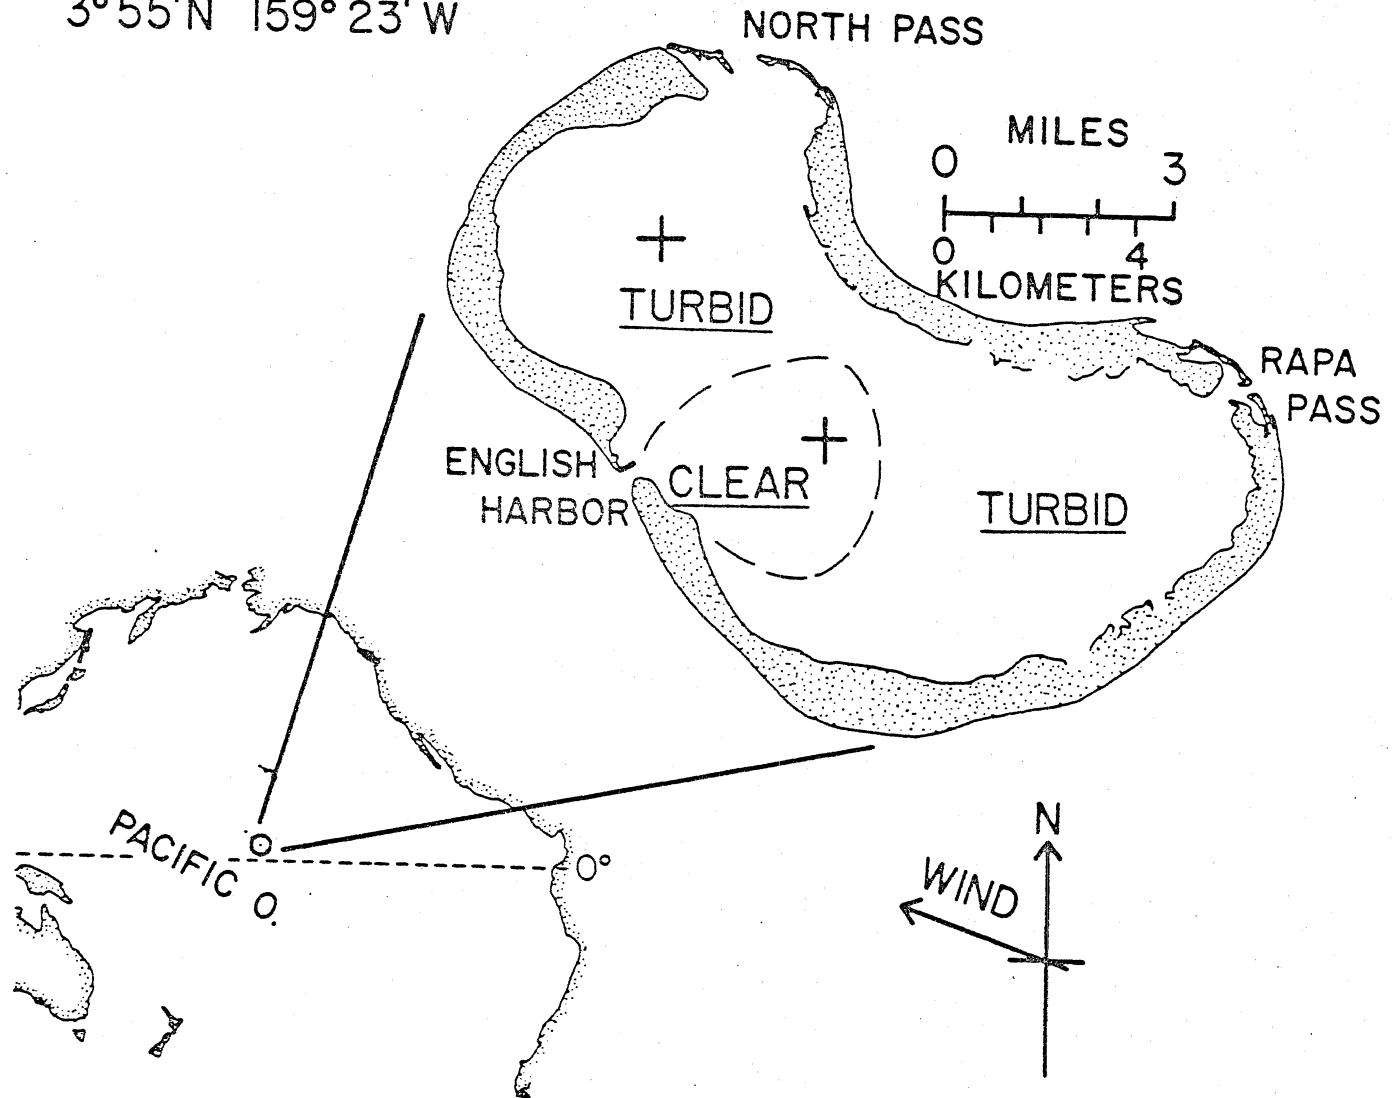 3°55'N 159°23'W
NORTH PASS
MILES
0 3
0 4
KILOMETERS
TURBID
RAPA
PASS
ENGLISH
HARBOR
CLEAR
TURBID
PACIFIC O.
0°
N
WIND